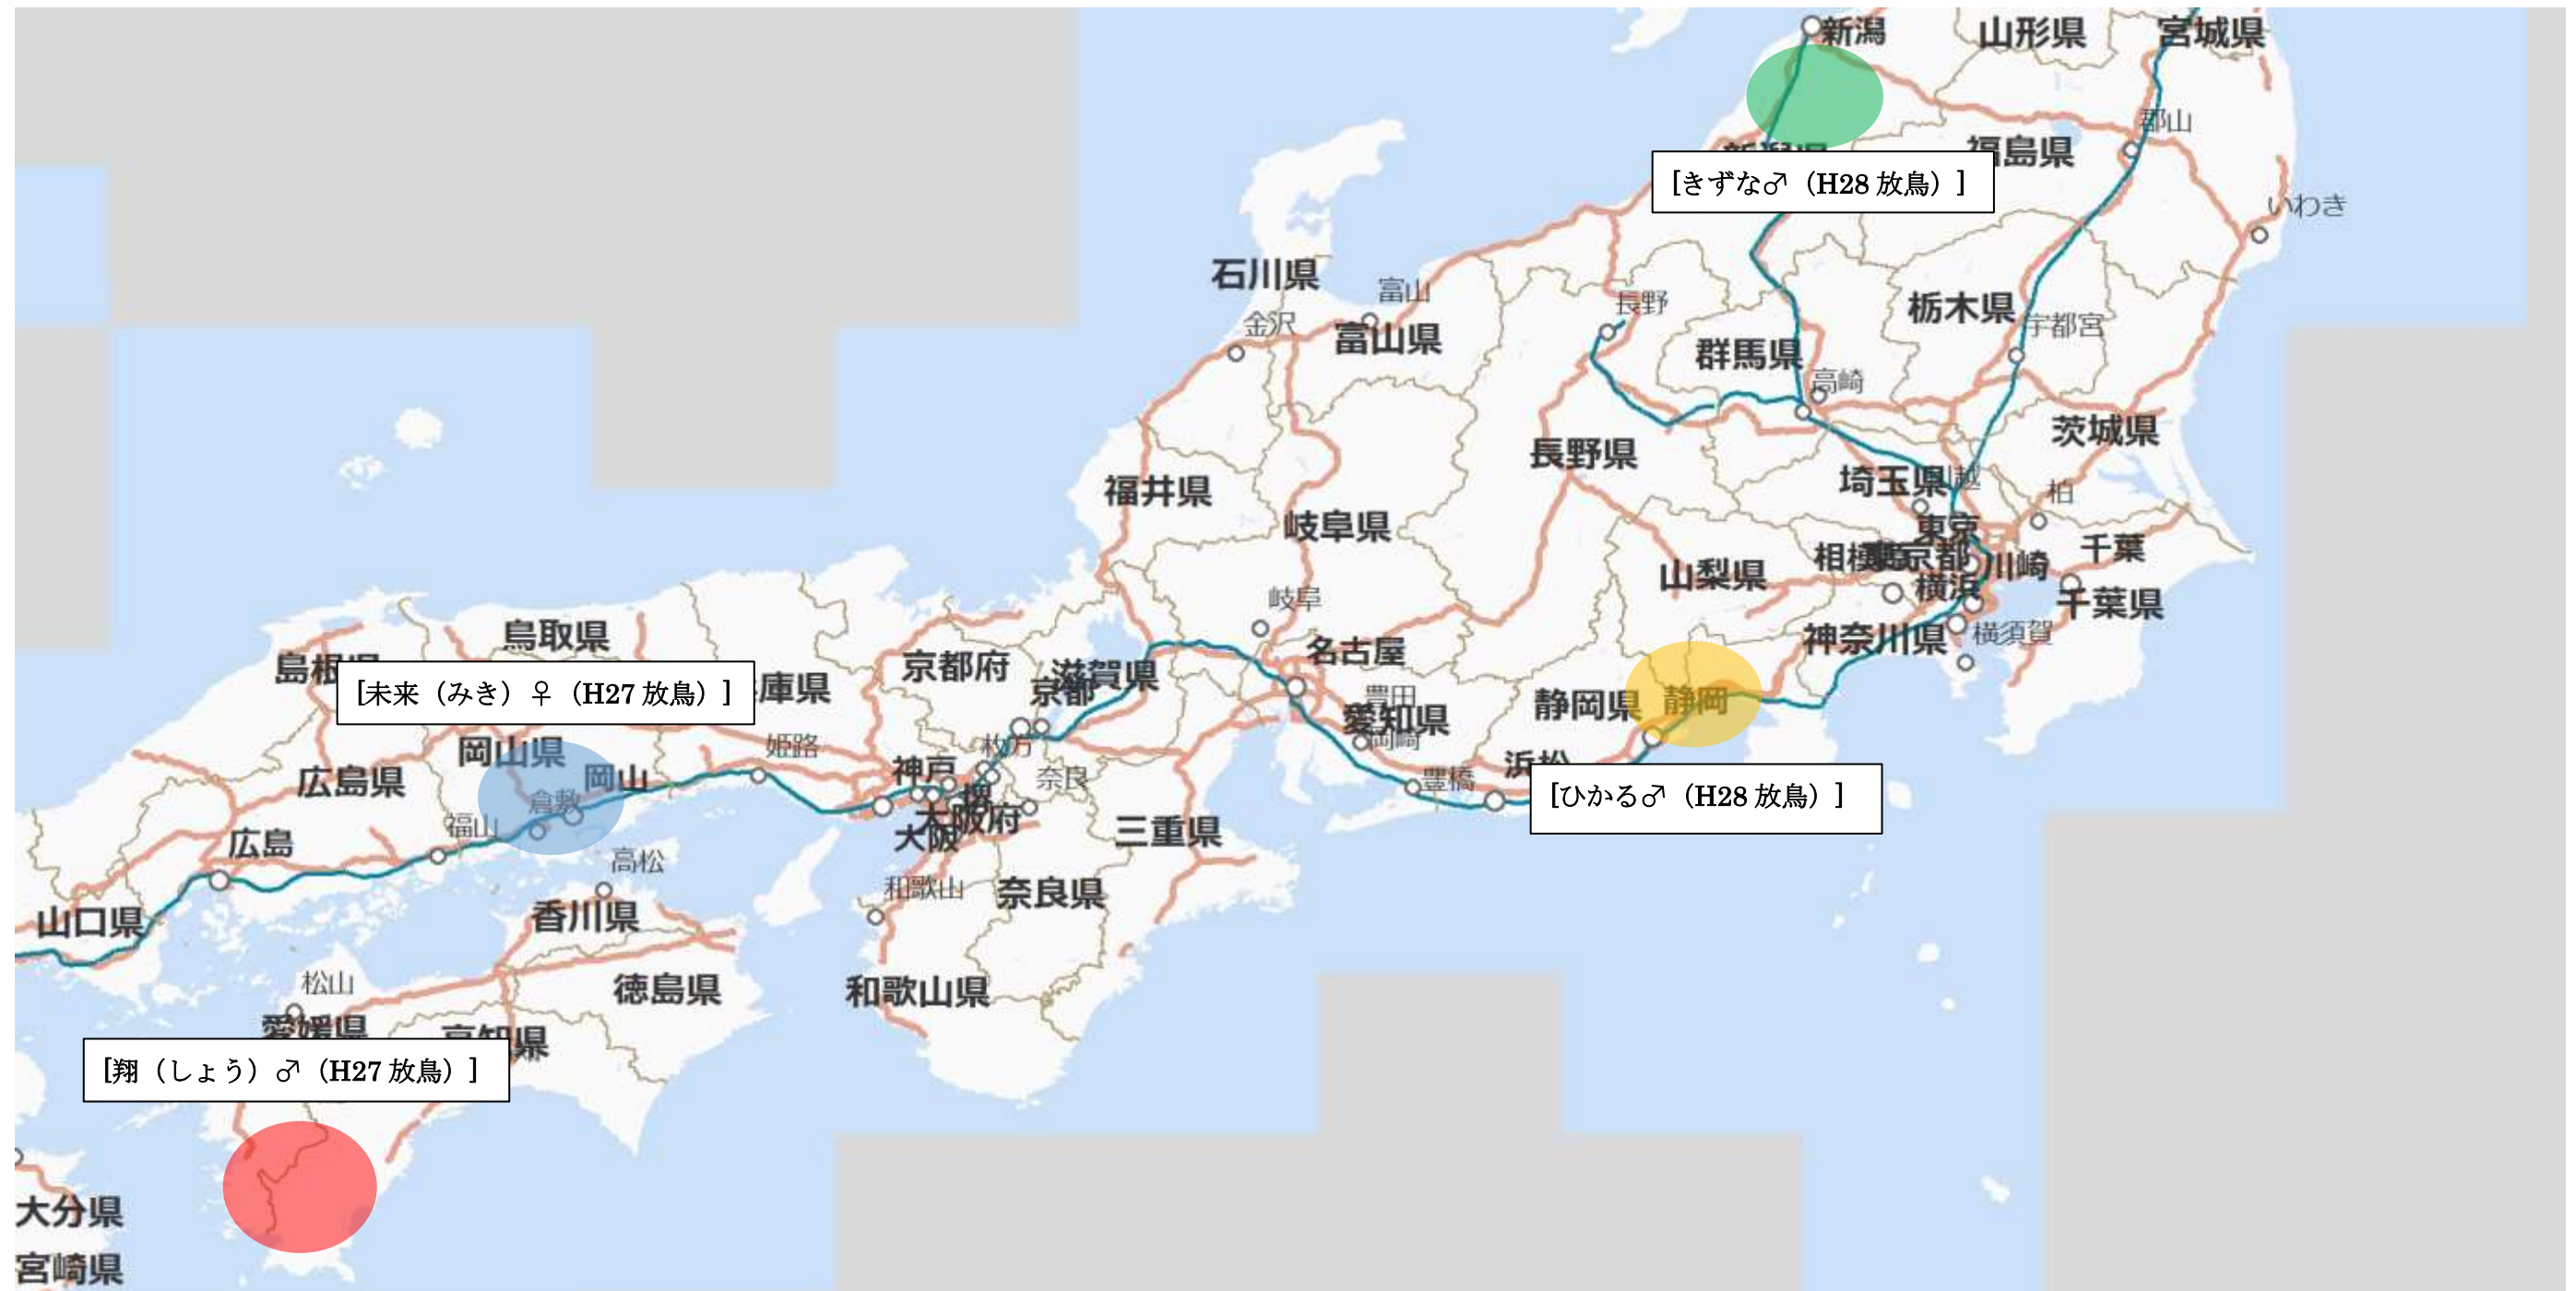 新潟
山形県
宮城県
郡山
福島県
[きずな♂（H28 放鳥）]
いわき
石川県
富山
長野
栃木県
宇都宮
金沢
富山県
群馬県
高崎
茨城県
長野県
福井県
埼玉県
柏
岐阜県
東京
千葉
山梨県
川崎
横浜
千葉県
岐阜
鳥取県
名古屋
神奈川県
横須賀
京都府
滋賀県
[未来（みき）♀（H27 放鳥）]
京都
豊田
静岡県
静岡
愛知県
岡崎
岡山県
姫路
枚方
岡山
神戸
奈良
豊橋
浜松
[ひかる♂（H28 放鳥）]
広島県
倉敷
福山
堺
大阪府
大阪
三重県
広島
高松
和歌山
奈良県
山口県
香川県
松山
徳島県
和歌山県
愛媛県
高知県
[翔（しょう）♂（H27 放鳥）]
大分県
宮崎県